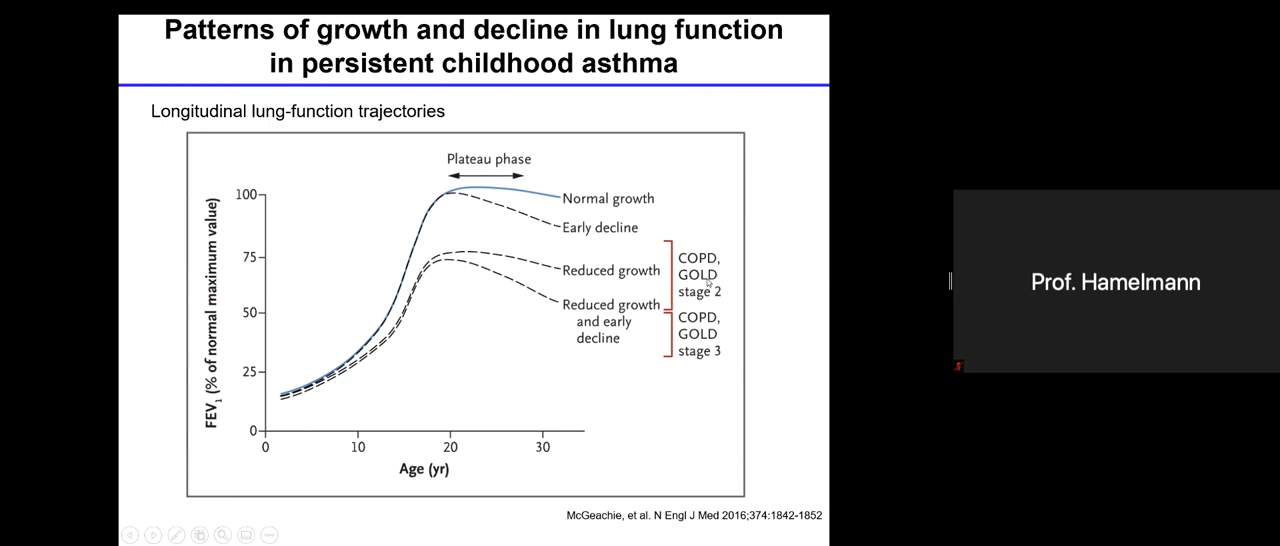 Patterns of growth and decline in lung function
in persistent childhood asthma
Longitudinal lung-function trajectories
Plateau phase
FEV1 (% of normal maximum value)
100
75
50
25
0
0
10
20
30
Age (yr)
Normal growth
Early decline
Reduced growth
Reduced growth
and early
decline
COPD,
GOLD
stage 2
COPD,
GOLD
stage 3
McGeachie, et al. N Engl J Med 2016;374:1842-1852
Prof. Hamelmann